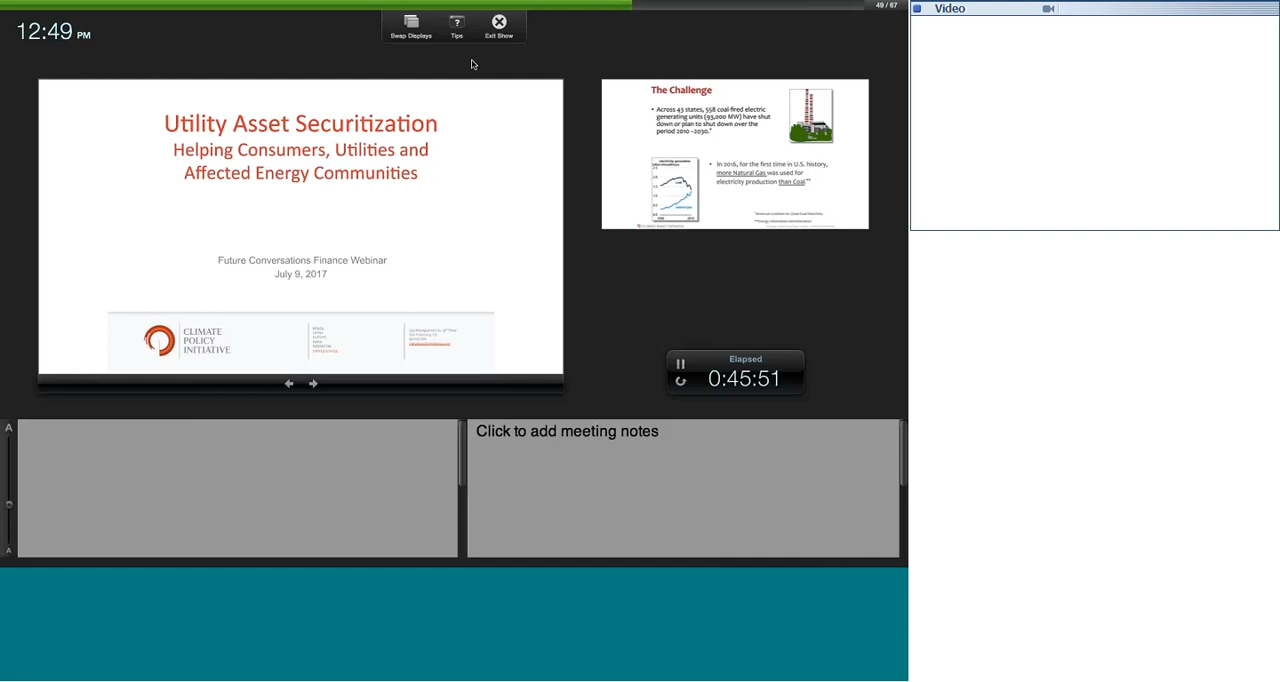 49 / 67
Video
12:49 PM
Swap Displays
Tips
Exit Show
Utility Asset Securitization
Helping Consumers, Utilities and
Affected Energy Communities
Future Conversations Finance Webinar
July 9, 2017
CLIMATE
POLICY
INITIATIVE
The Challenge
• Across 43 states, 558 coal-fired electric
generating units (93,000 MW) have shut
down or plan to shut down over the
period 2010 -2030.*
• In 2016, for the first time in U.S. history,
more Natural Gas was used for
electricity production than Coal.**
Elapsed
0:45:51
A
A
Click to add meeting notes